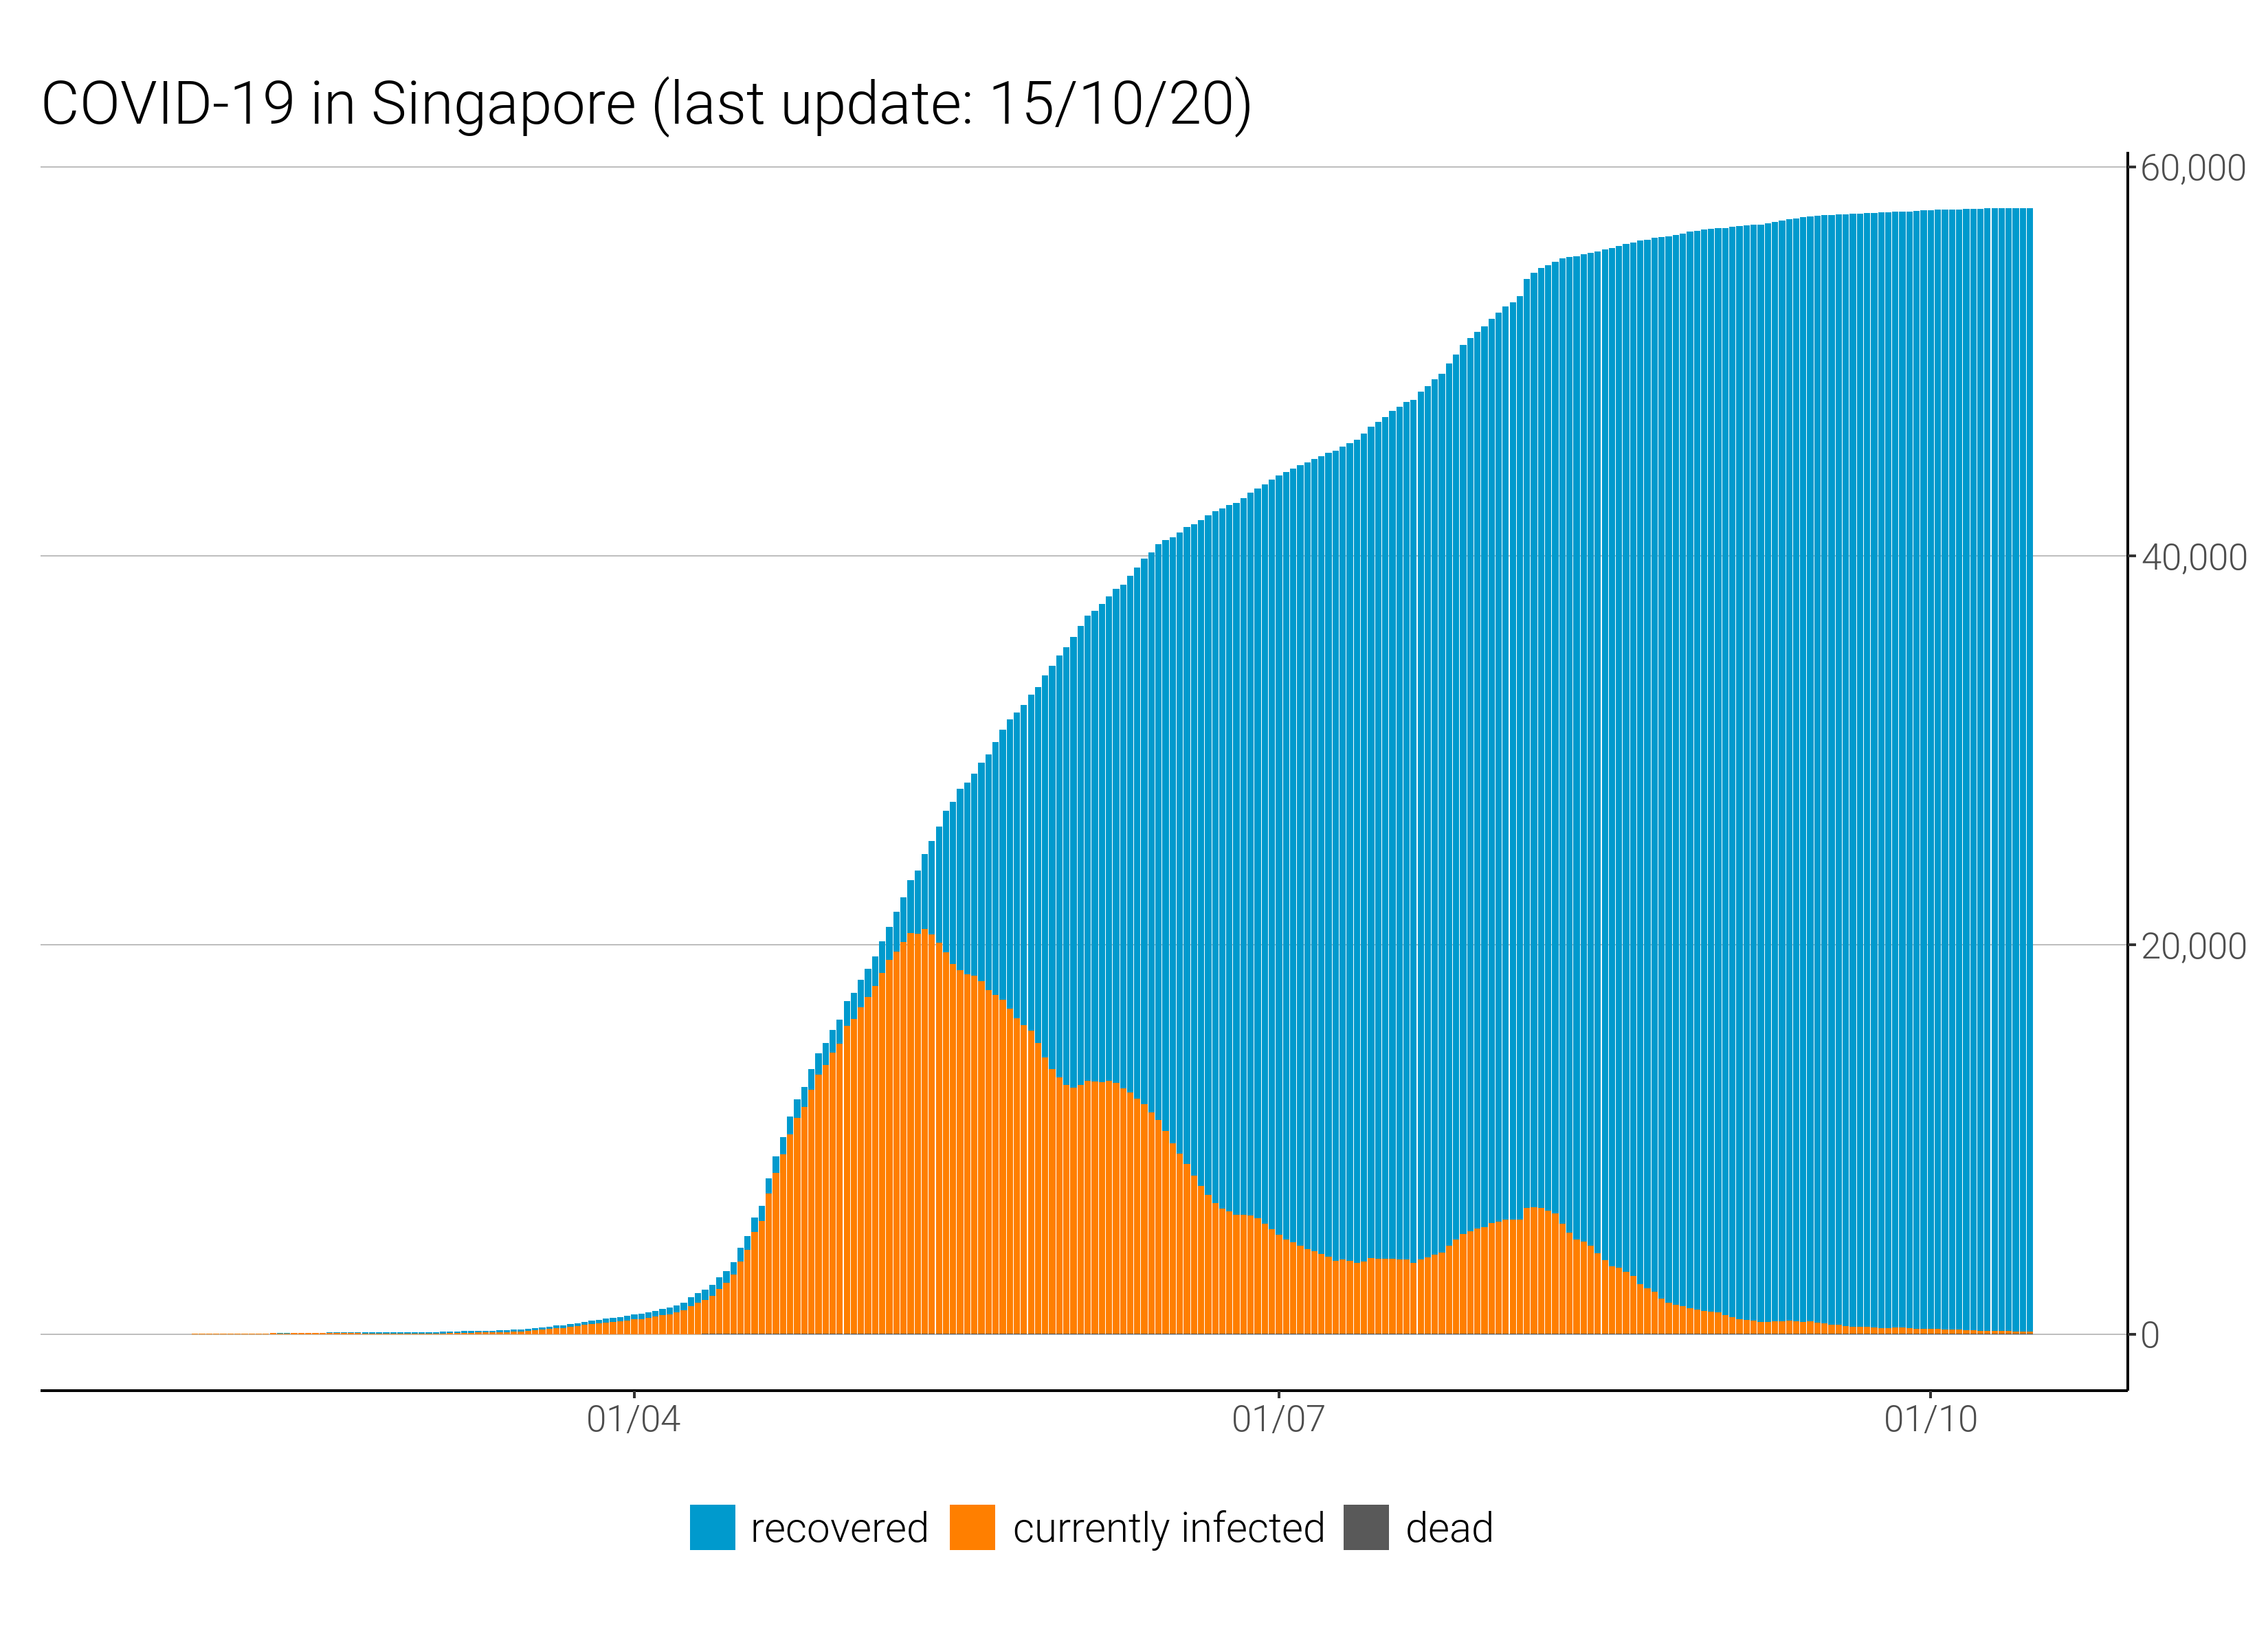 COVID-19 in Singapore (last update: 15/10/20)
60,000
40,000
20,000
0
01/04 01/07 01/10
recovered currently infected dead